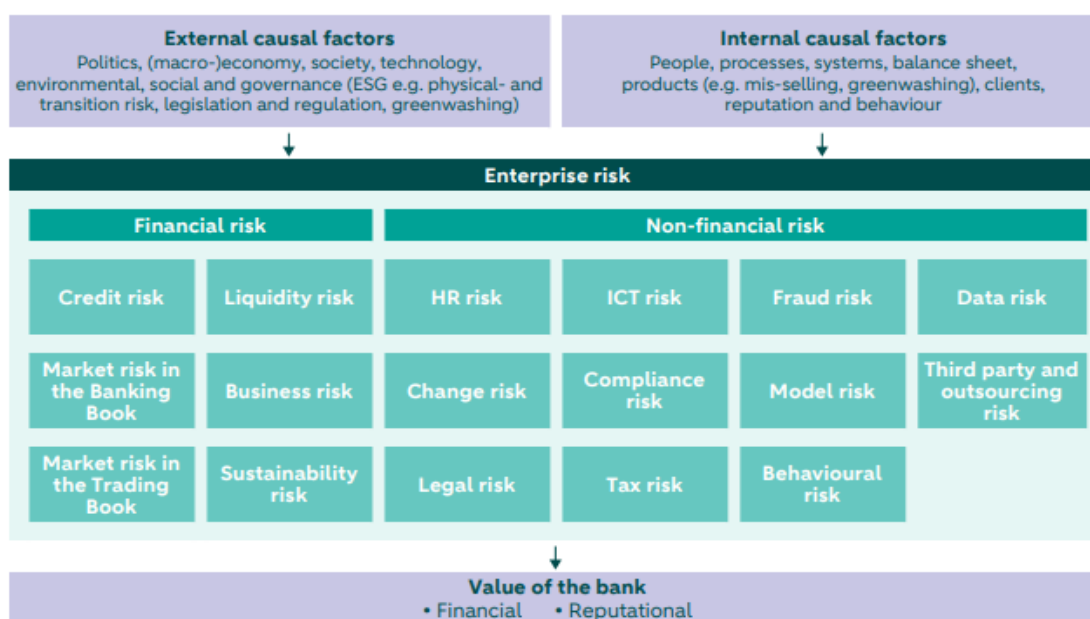 External causal factors
Politics, (macro-)economy, society, technology,
environmental, social and governance (ESG e.g. physical- and
transition risk, legislation and regulation, greenwashing)
Internal causal factors
People, processes, systems, balance sheet,
products (e.g. mis-selling, greenwashing), clients,
reputation and behaviour
Enterprise risk
Financial risk
Non-financial risk
Credit risk
Liquidity risk
HR risk
ICT risk
Fraud risk
Data risk
Market risk in
the Banking
Book
Business risk
Change risk
Compliance
risk
Model risk
Third party and
outsourcing
risk
Market risk in
the Trading
Book
Sustainability
risk
Legal risk
Tax risk
Behavioural
risk
Value of the bank
• Financial • Reputational